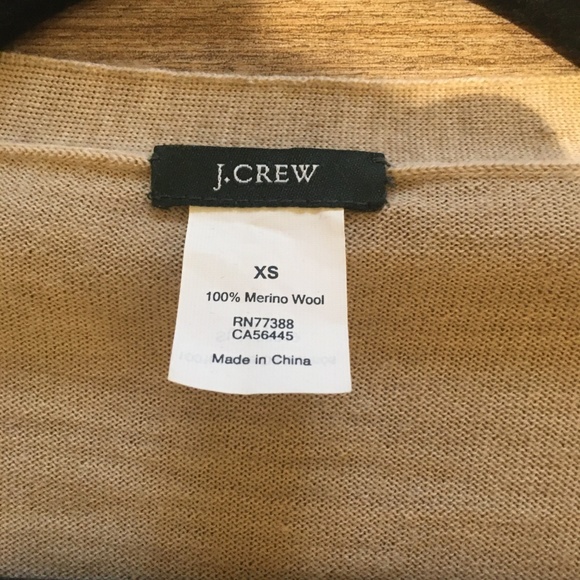 J.CREW
XS
100% Merino Wool
RN77388
CA56445
Made in China